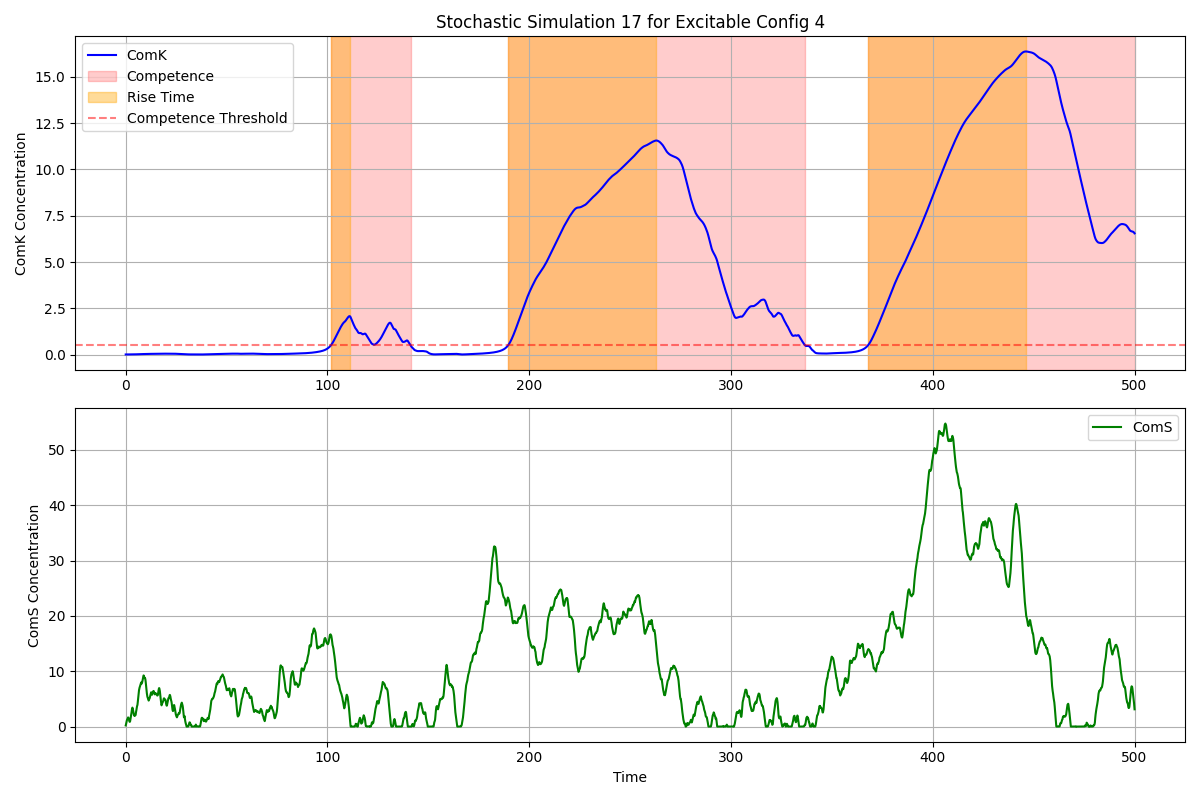 Stochastic Simulation 17 for Excitable Config 4
ComK
Competence
Rise Time
Competence Threshold
ComK Concentration
15.0
12.5
10.0
7.5
5.0
2.5
0.0
0 100 200 300 400 500
ComS
ComS Concentration
50
40
30
20
10
0
0 100 200 300 400 500
Time